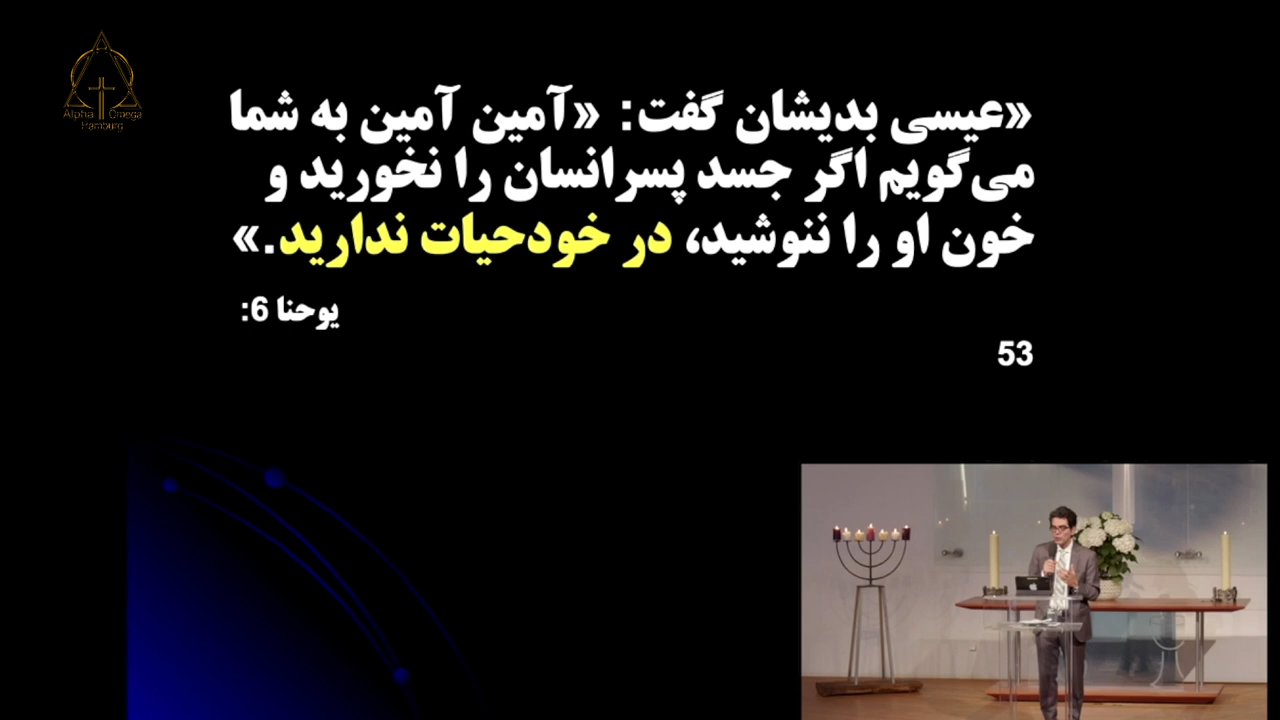 Alpha Omega
Hamburg
«عیسی بدیشان گفت: «آمین آمین به شما
می‌گویم اگر جسد پسرانسان را نخورید و
خون او را ننوشید، در خودحیات ندارید.»
یوحنا 6:
53